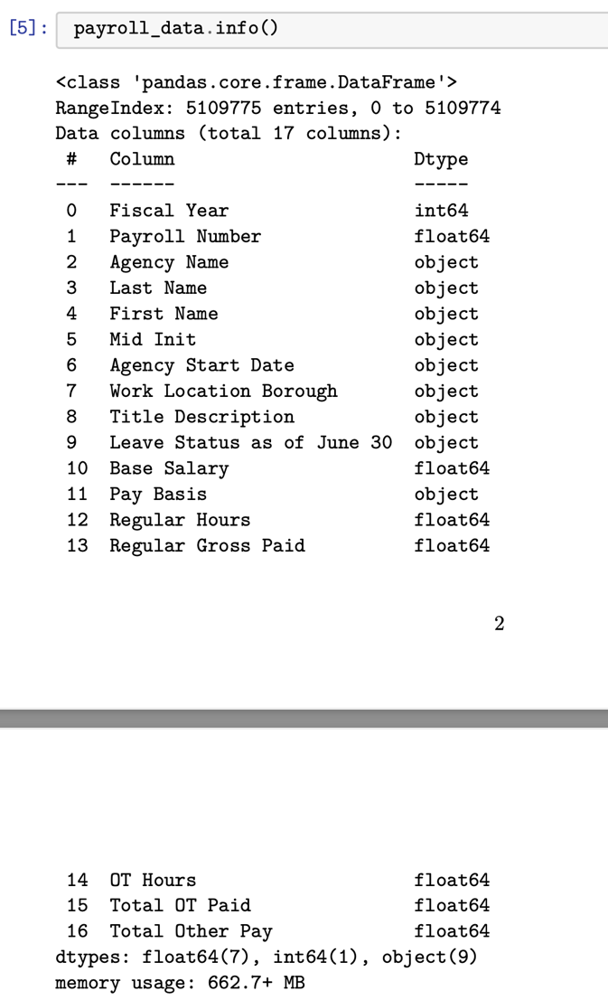 [5]: payroll_data.info()
<class 'pandas.core.frame.DataFrame'>
RangeIndex: 5109775 entries, 0 to 5109774
Data columns (total 17 columns):
 #   Column                      Dtype
---  ------                      -----
 0   Fiscal Year                 int64
 1   Payroll Number              float64
 2   Agency Name                 object
 3   Last Name                   object
 4   First Name                  object
 5   Mid Init                    object
 6   Agency Start Date           object
 7   Work Location Borough       object
 8   Title Description           object
 9   Leave Status as of June 30  object
 10  Base Salary                 float64
 11  Pay Basis                   object
 12  Regular Hours               float64
 13  Regular Gross Paid          float64
2
 14  OT Hours                    float64
 15  Total OT Paid               float64
 16  Total Other Pay             float64
dtypes: float64(7), int64(1), object(9)
memory usage: 662.7+ MB